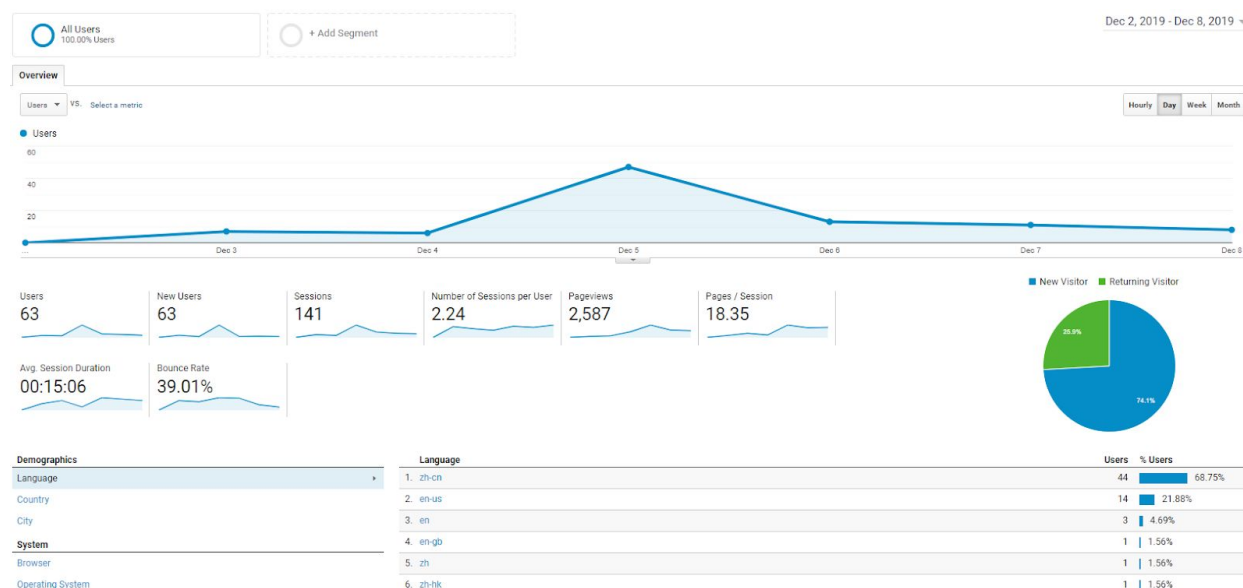 All Users
100.00% Users
+ Add Segment
Dec 2, 2019 - Dec 8, 2019
Overview
Users VS. Select a metric
Hourly Day Week Month
Users
60
40
20
... Dec 3 Dec 4 Dec 5 Dec 6 Dec 7 Dec 8
New Visitor Returning Visitor
Users New Users Sessions Number of Sessions per User Pageviews Pages / Session
63 63 141 2.24 2,587 18.35
25.9%
74.1%
Avg. Session Duration Bounce Rate
00:15:06 39.01%
Demographics Language Users % Users
Language 1. zh-cn 44 68.75%
Country 2. en-us 14 21.88%
City 3. en 3 4.69%
System 4. en-gb 1 1.56%
Browser 5. zh 1 1.56%
Operating System 6. zh-hk 1 1.56%